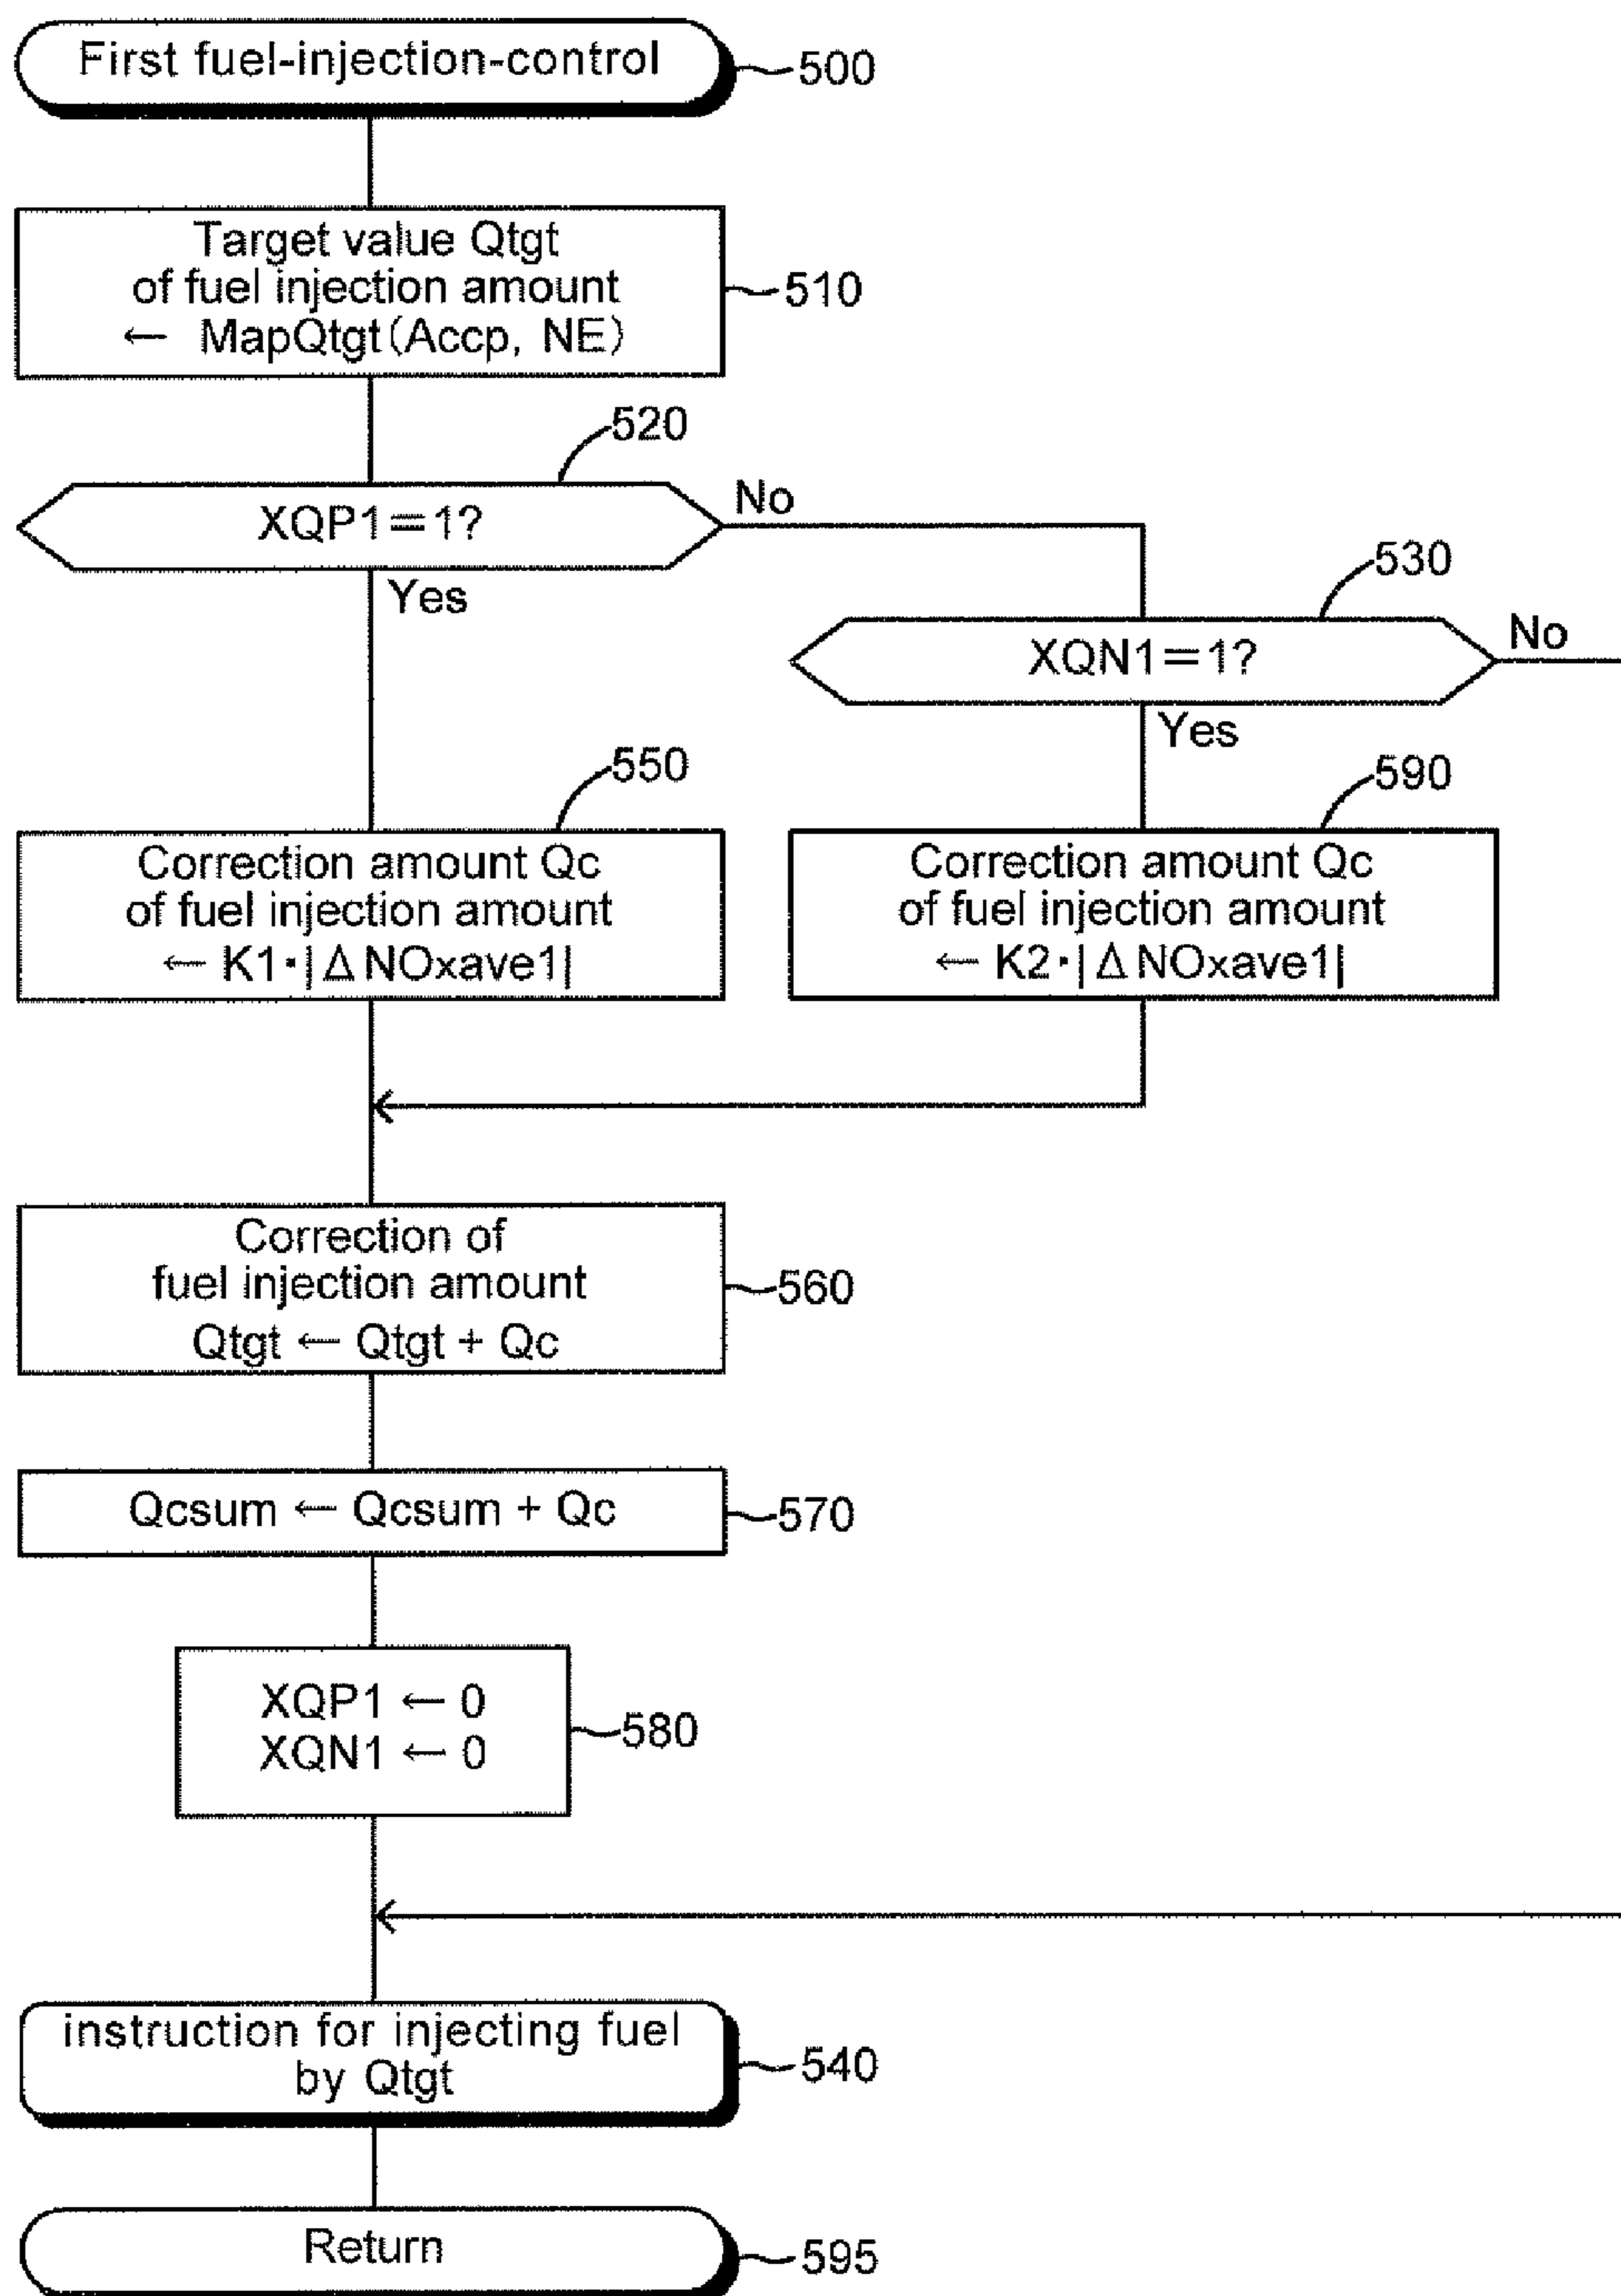 First fuel-injection-control
500
Target value Qtgt
of fuel injection amount
← MapQtgt(Accp, NE)
510
520
XQP1=1?
No
Yes
530
XQN1=1?
No
Yes
550
Correction amount Qc
of fuel injection amount
← K1·|ΔNOxave1|
590
Correction amount Qc
of fuel injection amount
← K2·|ΔNOxave1|
Correction of
fuel injection amount
Qtgt ← Qtgt + Qc
560
Qcsum ← Qcsum + Qc
570
XQP1 ← 0
XQN1 ← 0
580
instruction for injecting fuel
by Qtgt
540
Return
595